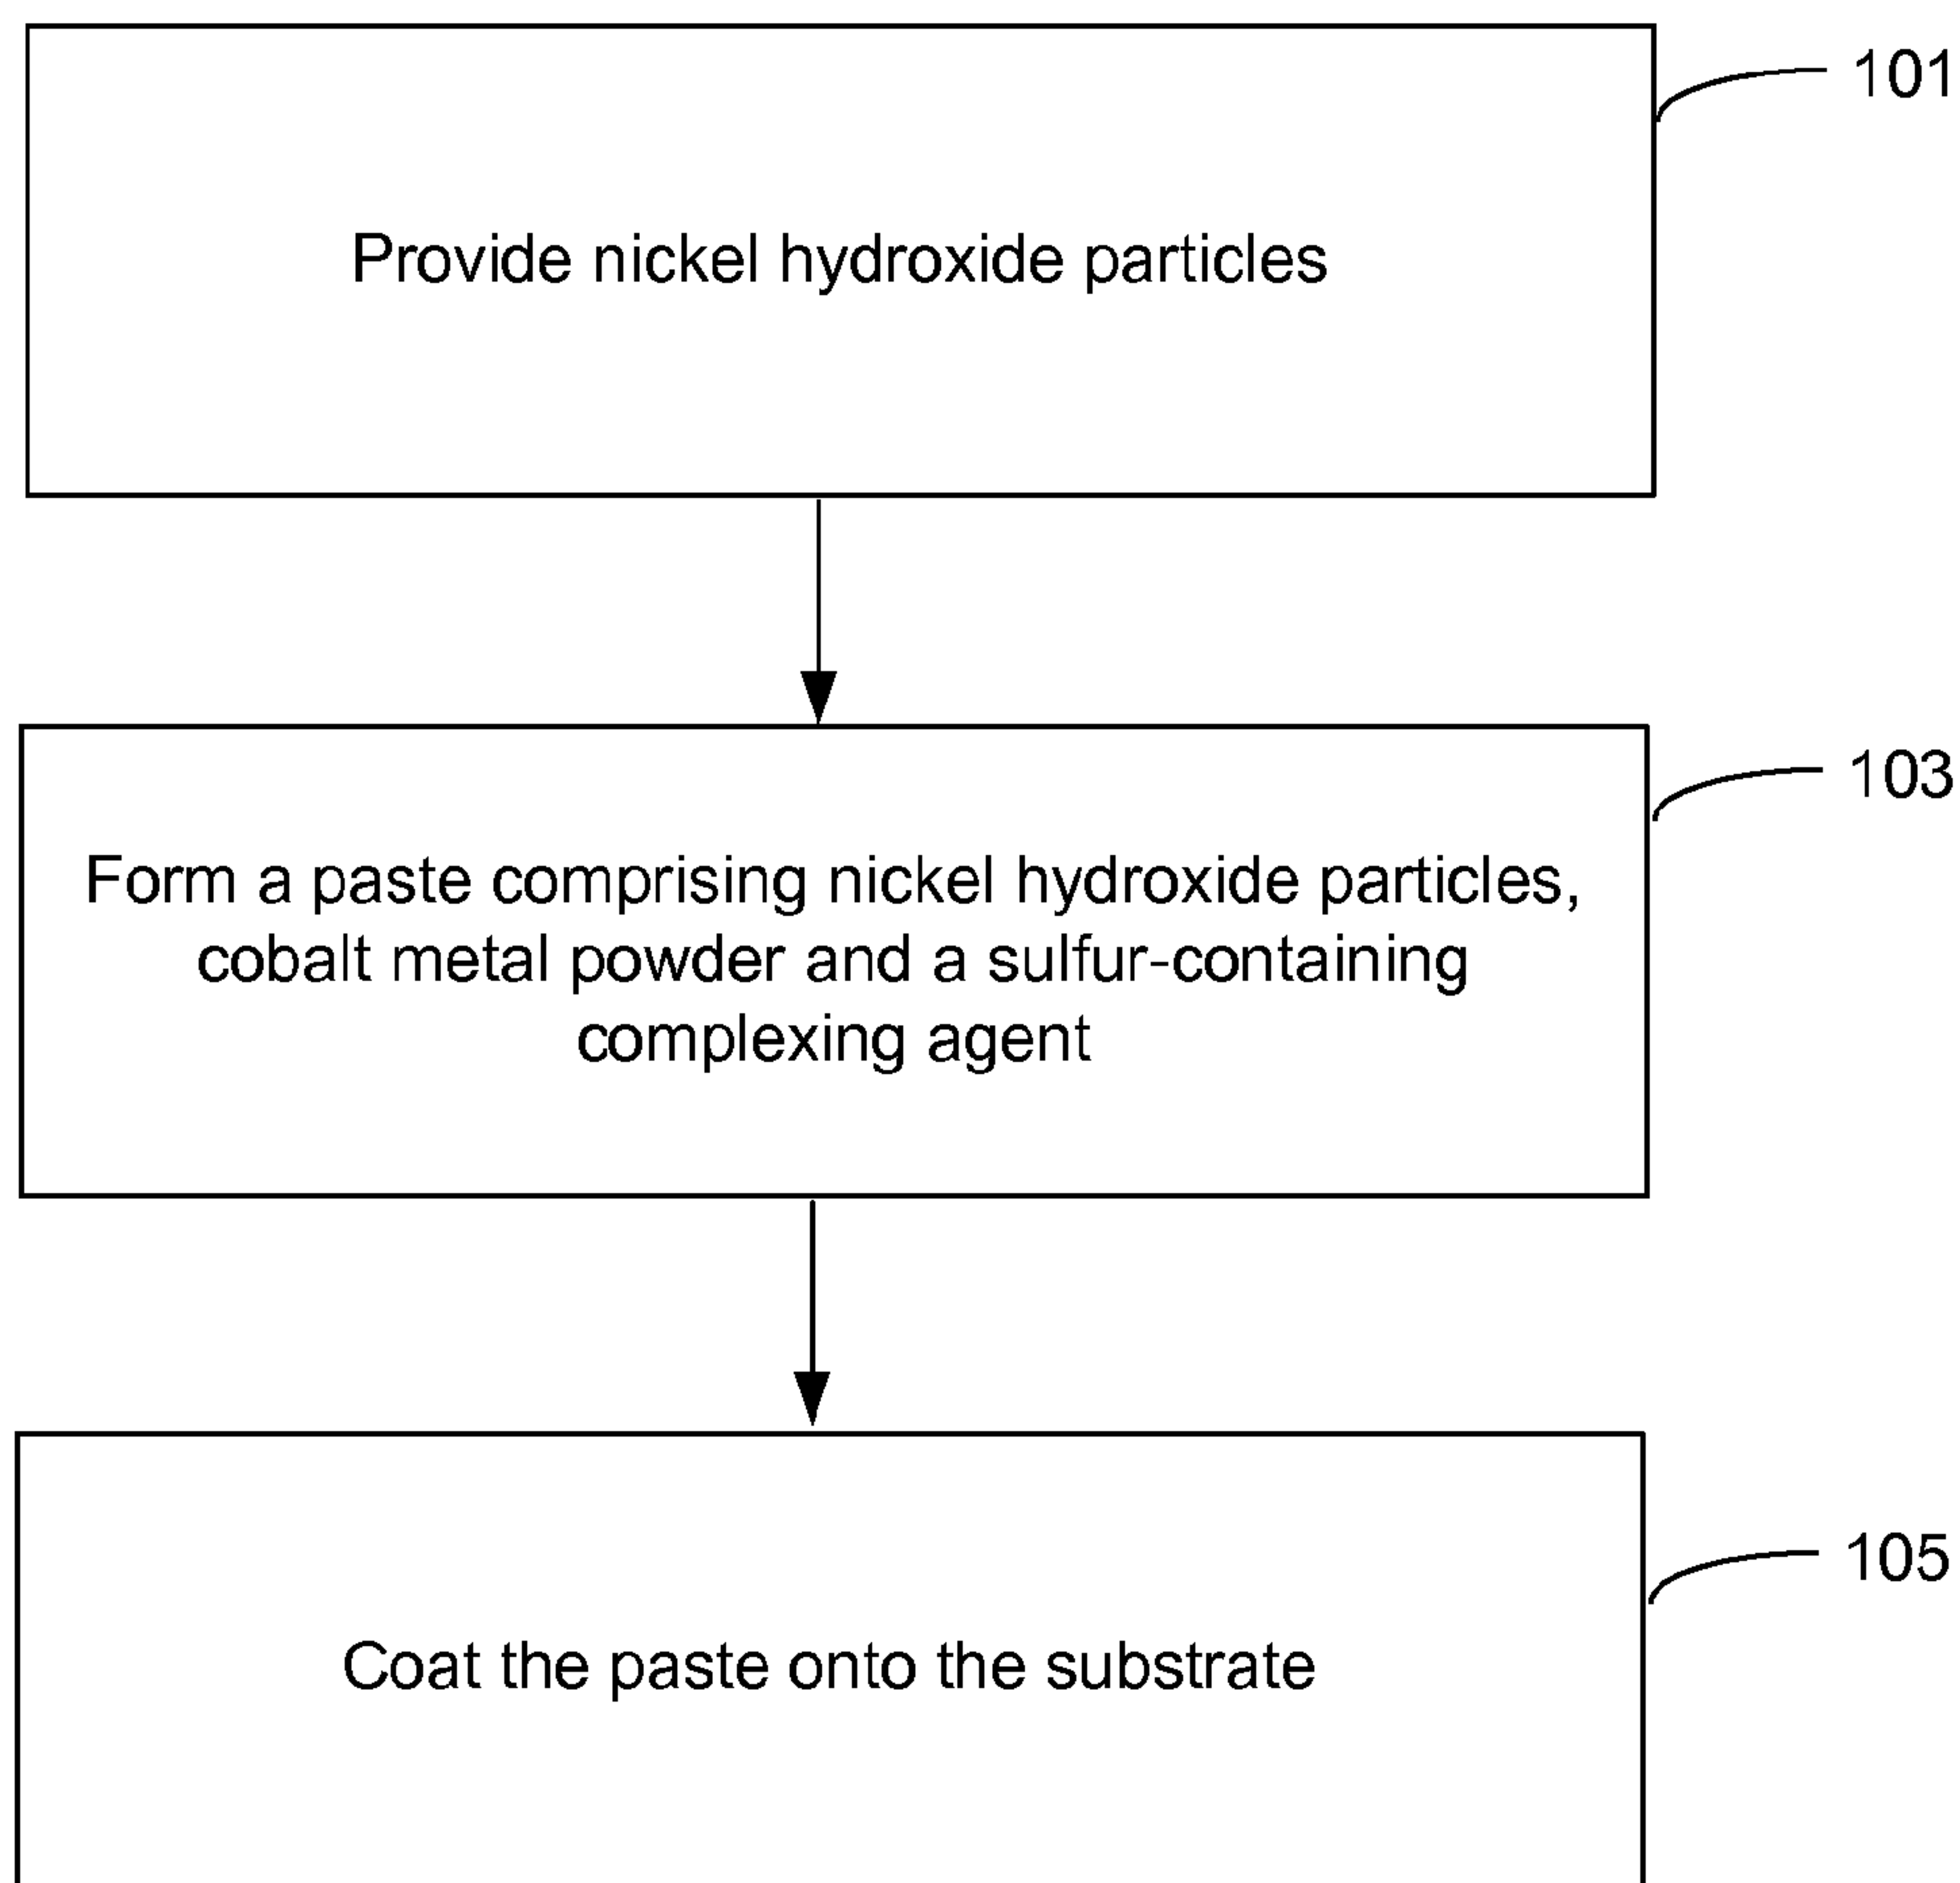 101
Provide nickel hydroxide particles
103
Form a paste comprising nickel hydroxide particles,
cobalt metal powder and a sulfur-containing
complexing agent
105
Coat the paste onto the substrate